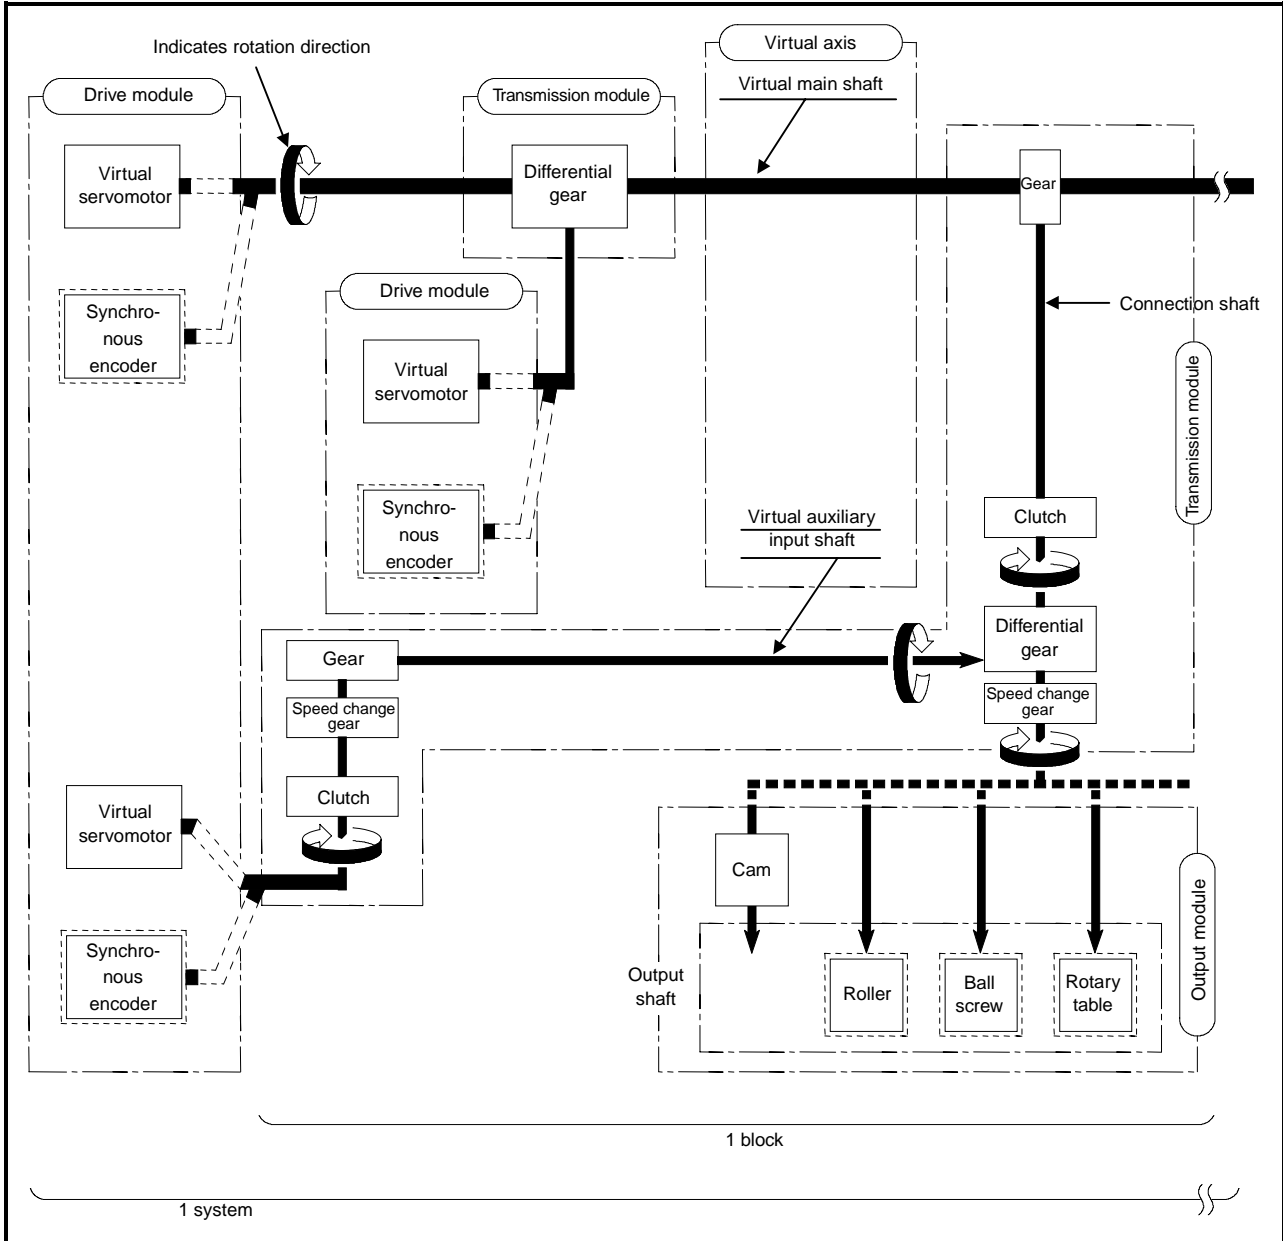 Indicates rotation direction
Virtual axis
Drive module
Transmission module
Virtual main shaft
Virtual
servomotor
Differential
gear
Gear
Synchro-
nous
encoder
Drive module
Connection shaft
Virtual
servomotor
Transmission module
Synchro-
nous
encoder
Virtual auxiliary
input shaft
Clutch
Differential
gear
Gear
Speed change
gear
Speed change
gear
Clutch
Virtual
servomotor
Cam
Synchro-
nous
encoder
Output
shaft
Roller
Ball
screw
Rotary
table
Output module
1 block
1 system